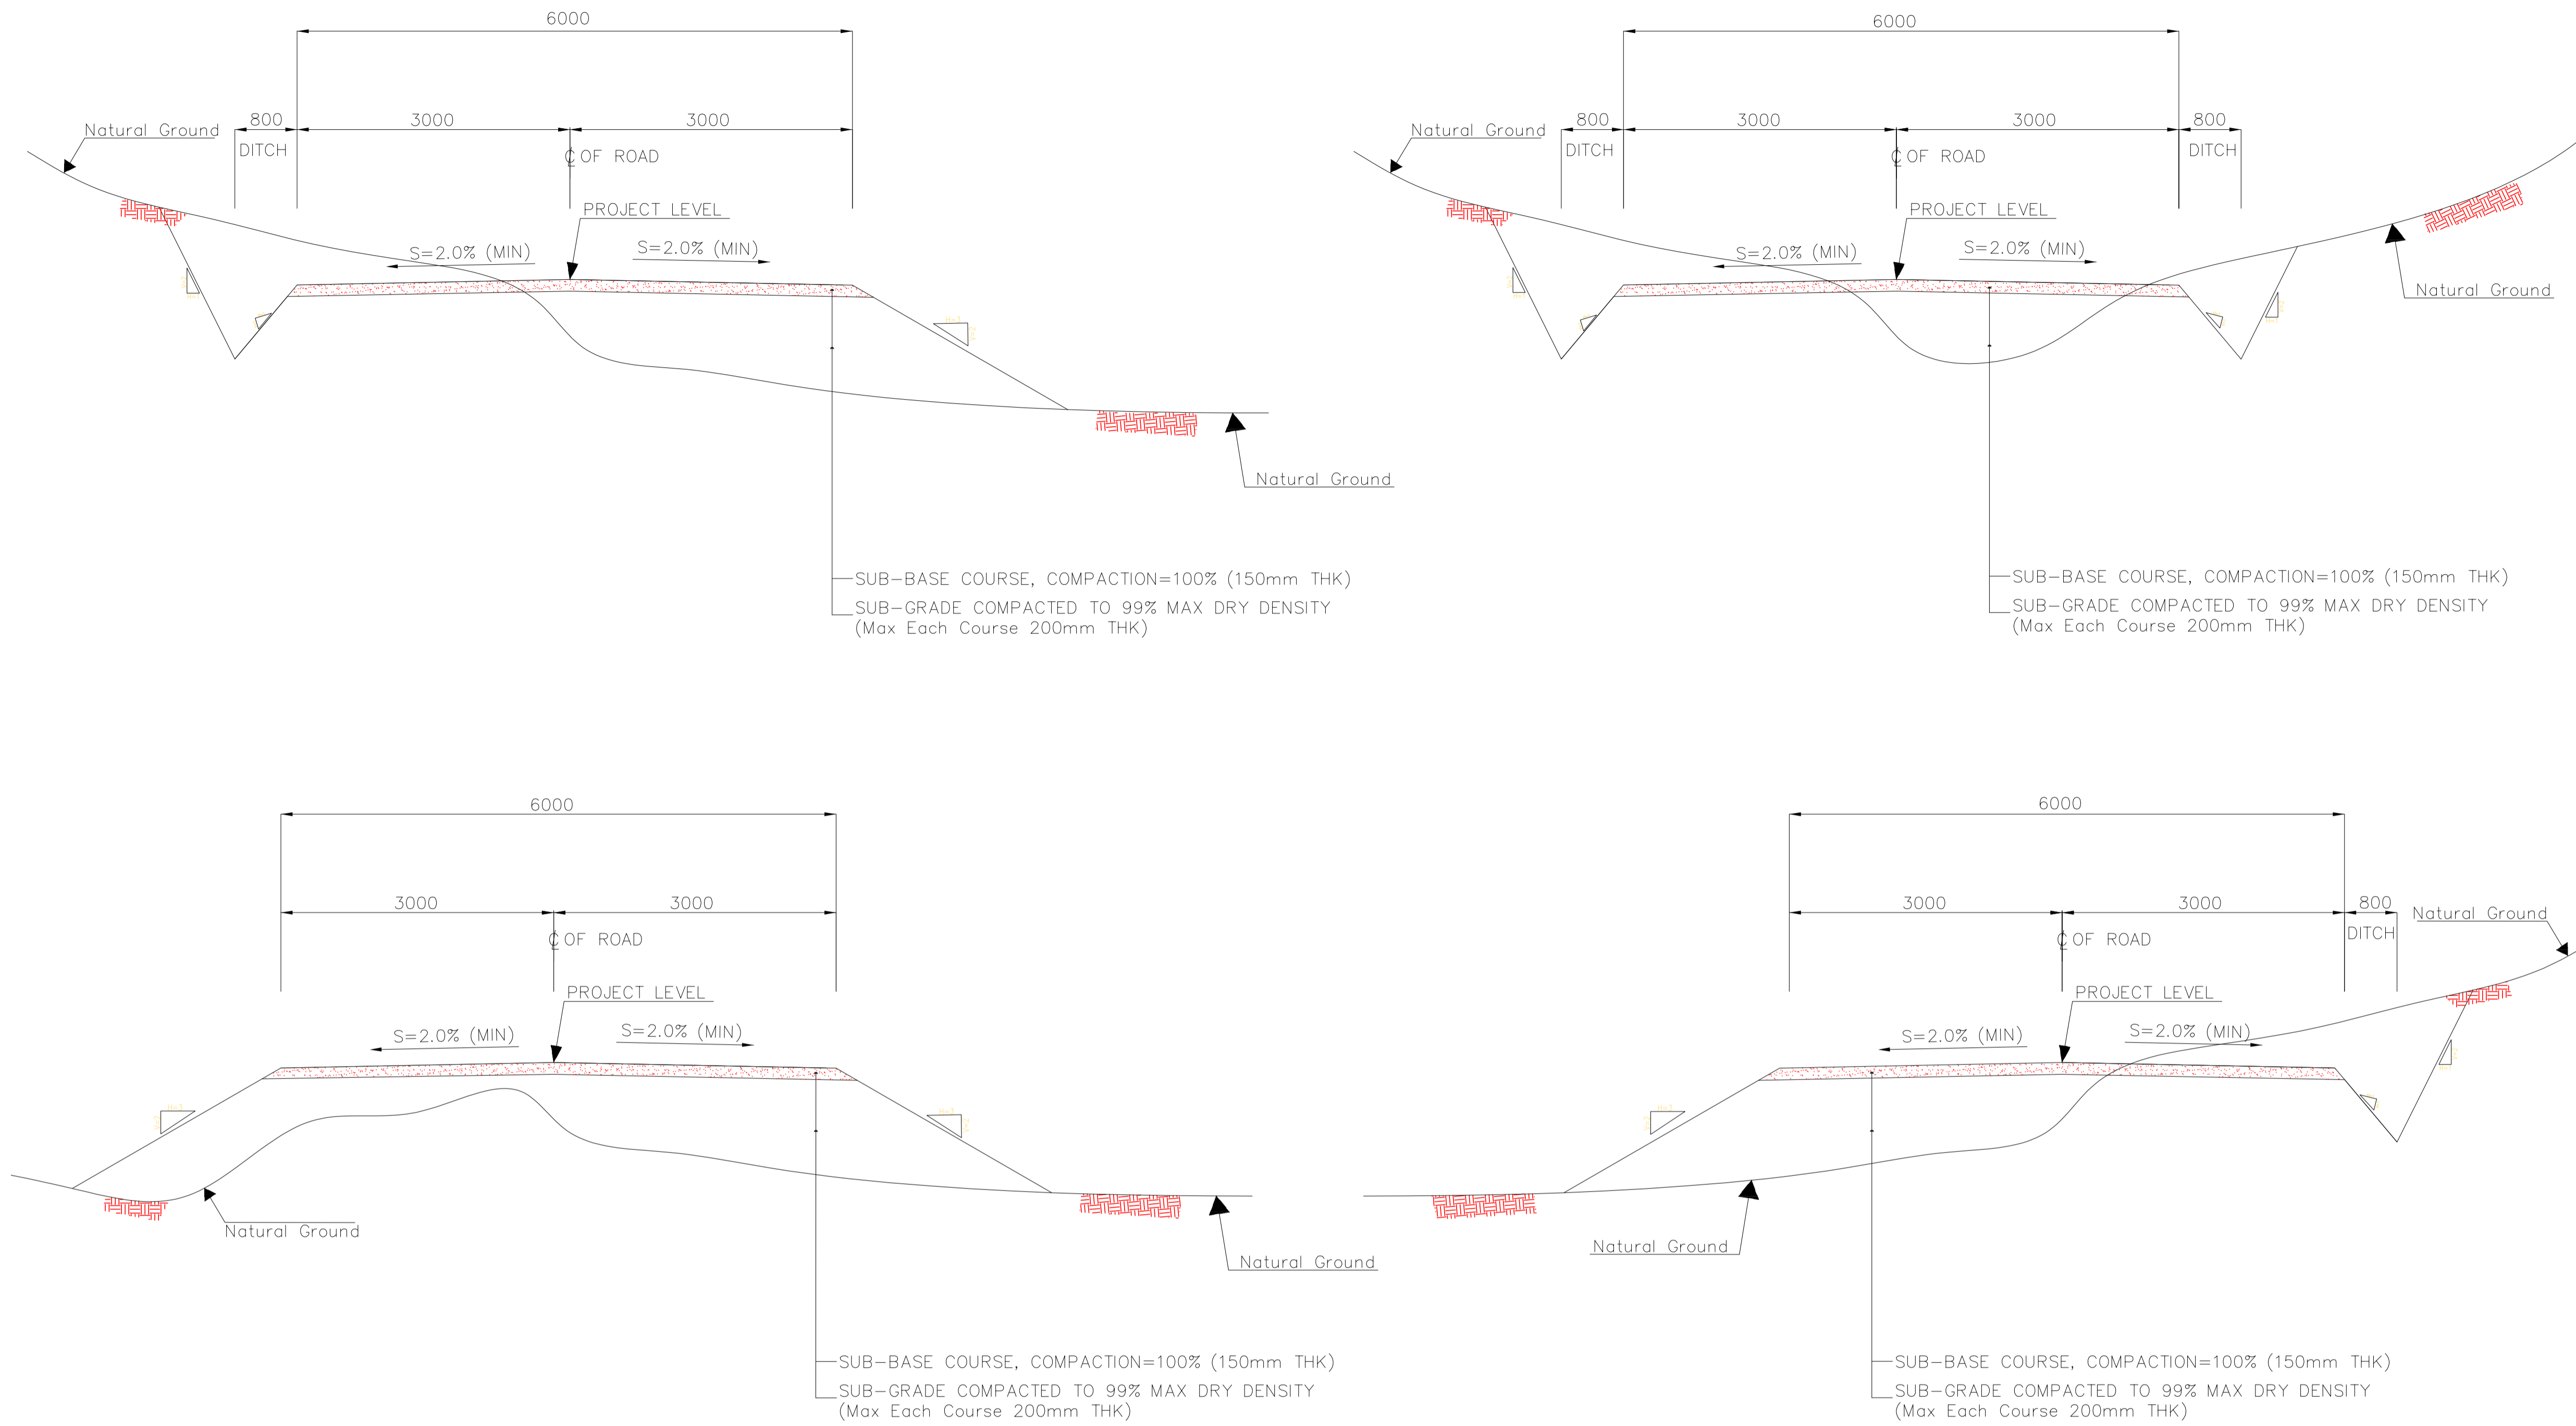 6000
800
3000
3000
Natural Ground
DITCH
℄ OF ROAD
PROJECT LEVEL
S=2.0% (MIN)
S=2.0% (MIN)
H=3
Natural Ground
SUB-BASE COURSE, COMPACTION=100% (150mm THK)
SUB-GRADE COMPACTED TO 99% MAX DRY DENSITY
(Max Each Course 200mm THK)
6000
800
3000
3000
800
Natural Ground
DITCH
℄ OF ROAD
DITCH
PROJECT LEVEL
S=2.0% (MIN)
S=2.0% (MIN)
Natural Ground
SUB-BASE COURSE, COMPACTION=100% (150mm THK)
SUB-GRADE COMPACTED TO 99% MAX DRY DENSITY
(Max Each Course 200mm THK)
6000
3000
3000
℄ OF ROAD
PROJECT LEVEL
S=2.0% (MIN)
S=2.0% (MIN)
H=3
H=3
Natural Ground
Natural Ground
SUB-BASE COURSE, COMPACTION=100% (150mm THK)
SUB-GRADE COMPACTED TO 99% MAX DRY DENSITY
(Max Each Course 200mm THK)
6000
3000
3000
800
Natural Ground
℄ OF ROAD
DITCH
PROJECT LEVEL
S=2.0% (MIN)
S=2.0% (MIN)
H=3
Natural Ground
SUB-BASE COURSE, COMPACTION=100% (150mm THK)
SUB-GRADE COMPACTED TO 99% MAX DRY DENSITY
(Max Each Course 200mm THK)